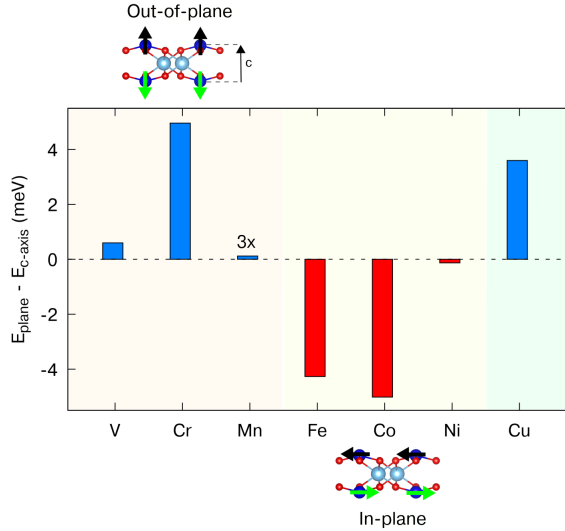 Out-of-plane
c
E_plane - E_c-axis (meV)
4
2
0
-2
-4
3x
V Cr Mn Fe Co Ni Cu
In-plane